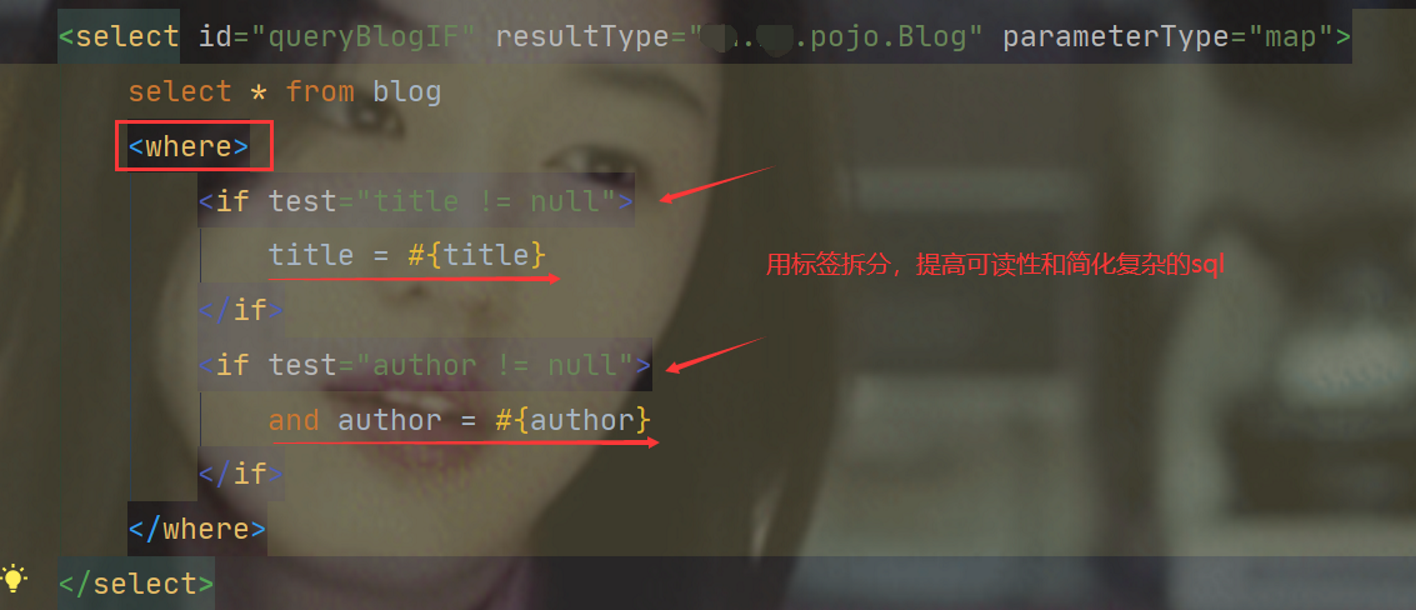 <select id="queryBlogIF" resultType=" .pojo.Blog" parameterType="map">
select * from blog
<where>
<if test="title != null">
title = #{title}
用标签拆分，提高可读性和简化复杂的sql
</if>
<if test="author != null">
and author = #{author}
</if>
</where>
</select>